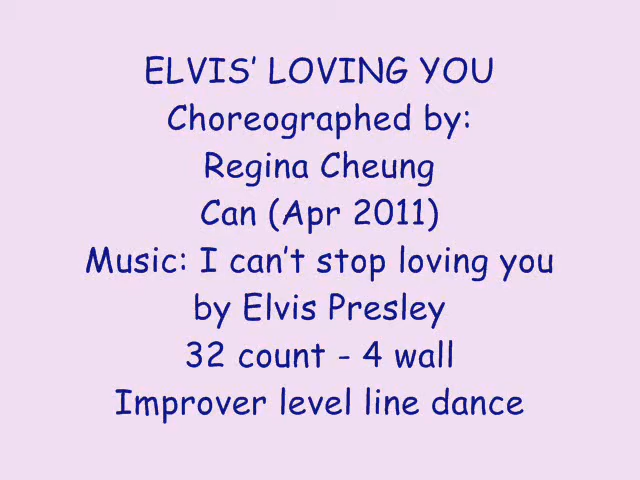 ELVIS’ LOVING YOU
Choreographed by:
Regina Cheung
Can (Apr 2011)
Music: I can’t stop loving you
by Elvis Presley
32 count - 4 wall
Improver level line dance